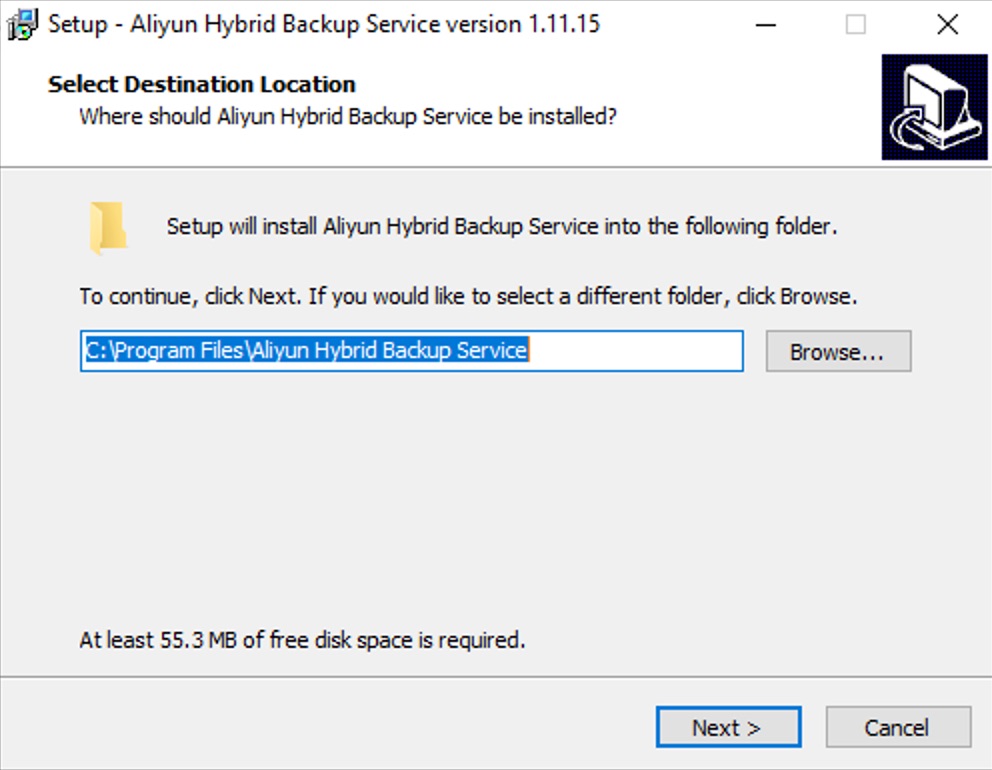 Setup - Aliyun Hybrid Backup Service version 1.11.15
Select Destination Location
Where should Aliyun Hybrid Backup Service be installed?
Setup will install Aliyun Hybrid Backup Service into the following folder.
To continue, click Next. If you would like to select a different folder, click Browse.
C:\Program Files\Aliyun Hybrid Backup Service
Browse...
At least 55.3 MB of free disk space is required.
Next >
Cancel